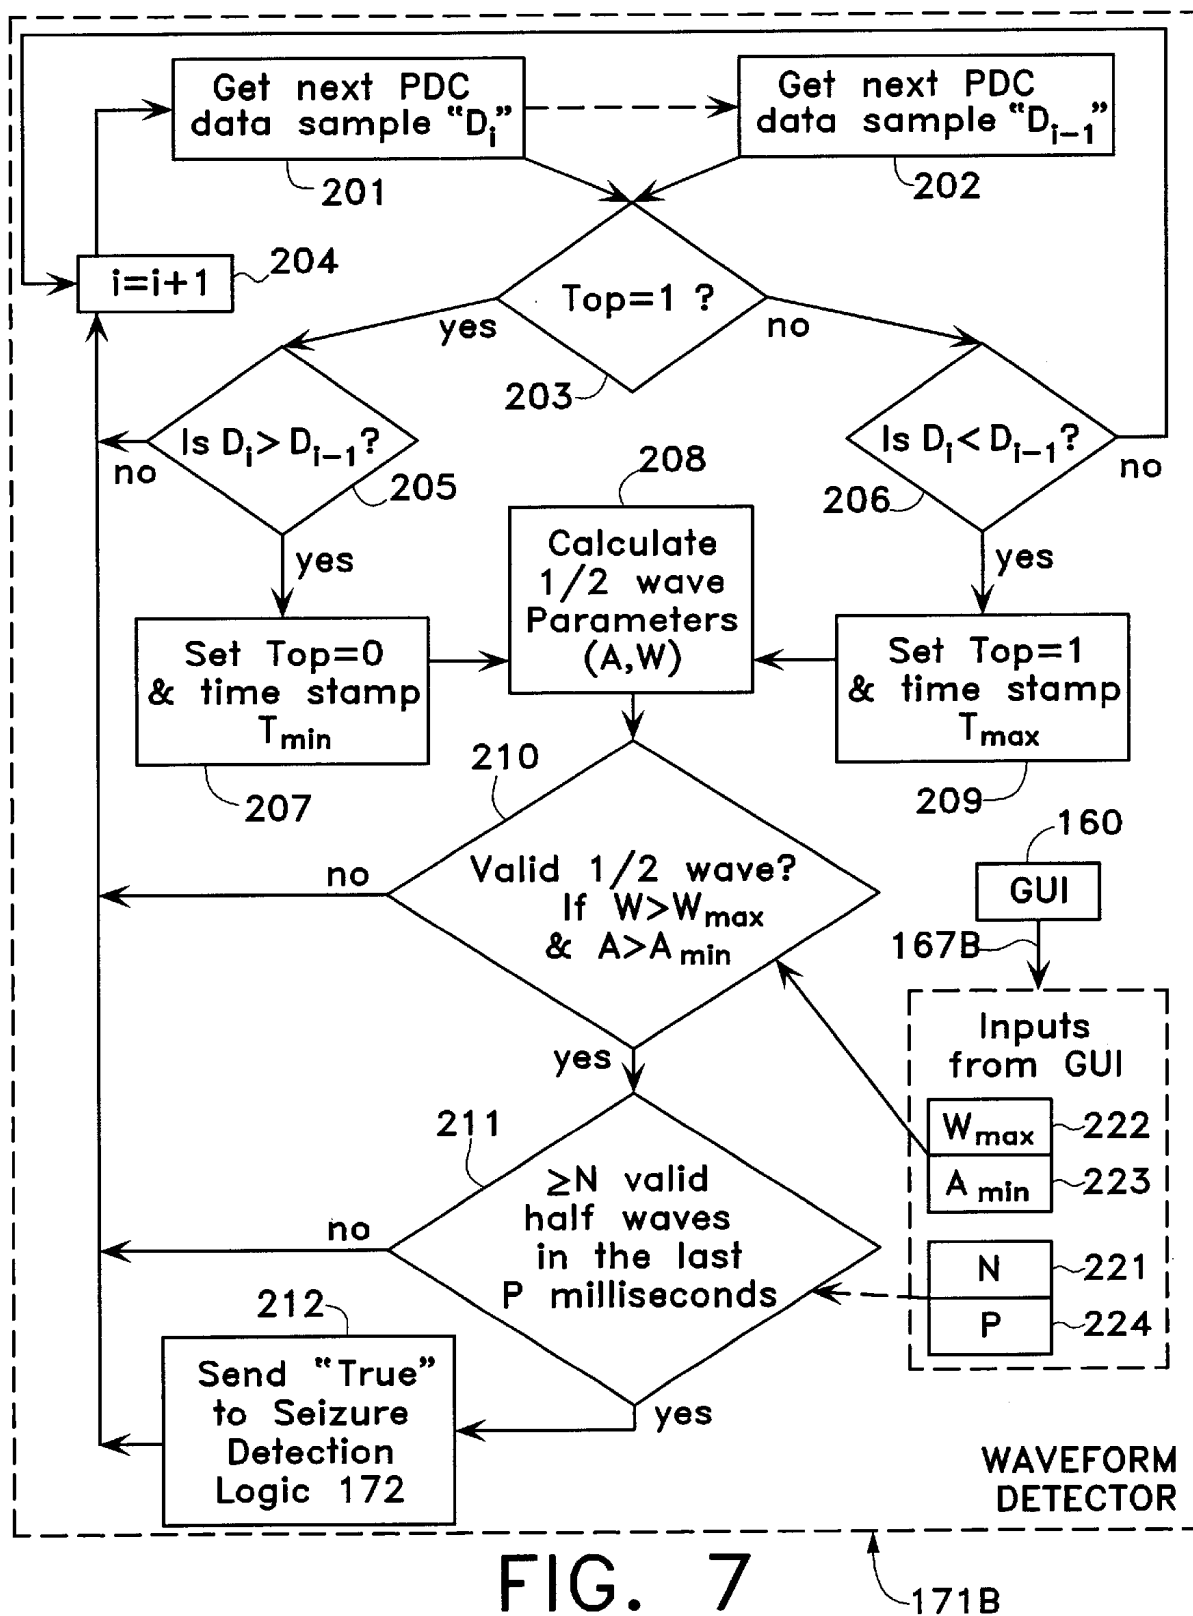 Get next PDC
data sample "Di"
201
Get next PDC
data sample "Di-1"
202
i=i+1
204
Top=1 ?
203
yes
no
Is Di> Di-1?
205
no
yes
Is Di< Di-1?
206
no
yes
208
Calculate
1/2 wave
Parameters
(A,W)
Set Top=0
& time stamp
Tmin
207
Set Top=1
& time stamp
Tmax
209
210
Valid 1/2 wave?
If W>Wmax
& A>Amin
no
yes
160
GUI
167B
Inputs
from GUI
Wmax
222
Amin
223
N
221
P
224
211
≥N valid
half waves
in the last
P milliseconds
no
yes
212
Send "True"
to Seizure
Detection
Logic 172
WAVEFORM
DETECTOR
FIG. 7
171B